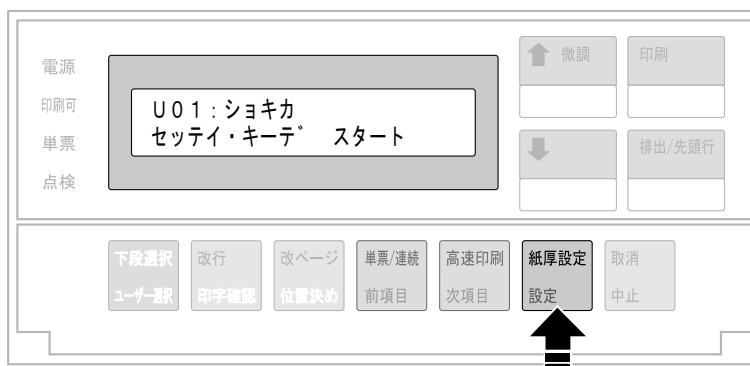 電源
印刷可
単票
点検
U01:ショキカ
セッテイ・キーデ゛ スタート
微調
印刷
排出/先頭行
下段選択
ユーザー選択
改行
印字確認
改ページ
位置決め
単票/連続
前項目
高速印刷
次項目
紙厚設定
設定
取消
中止